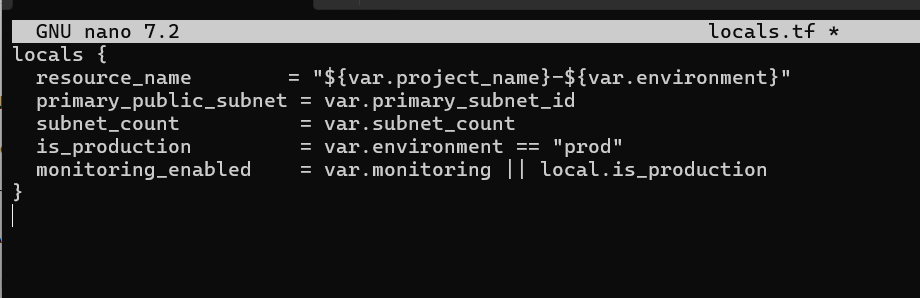 GNU nano 7.2 locals.tf *
locals {
  resource_name        = "${var.project_name}-${var.environment}"
  primary_public_subnet = var.primary_subnet_id
  subnet_count          = var.subnet_count
  is_production         = var.environment == "prod"
  monitoring_enabled    = var.monitoring || local.is_production
}